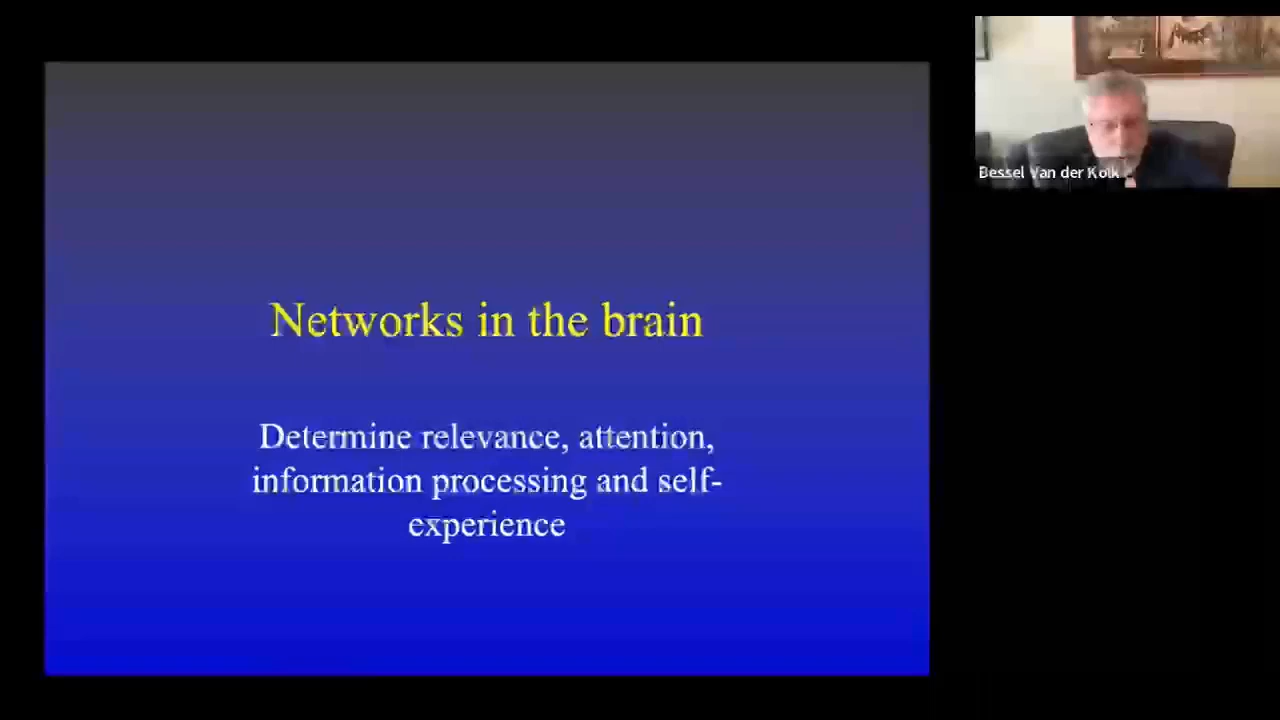 Networks in the brain
Determine relevance, attention,
information processing and self-
experience
Bessel Van der Kolk